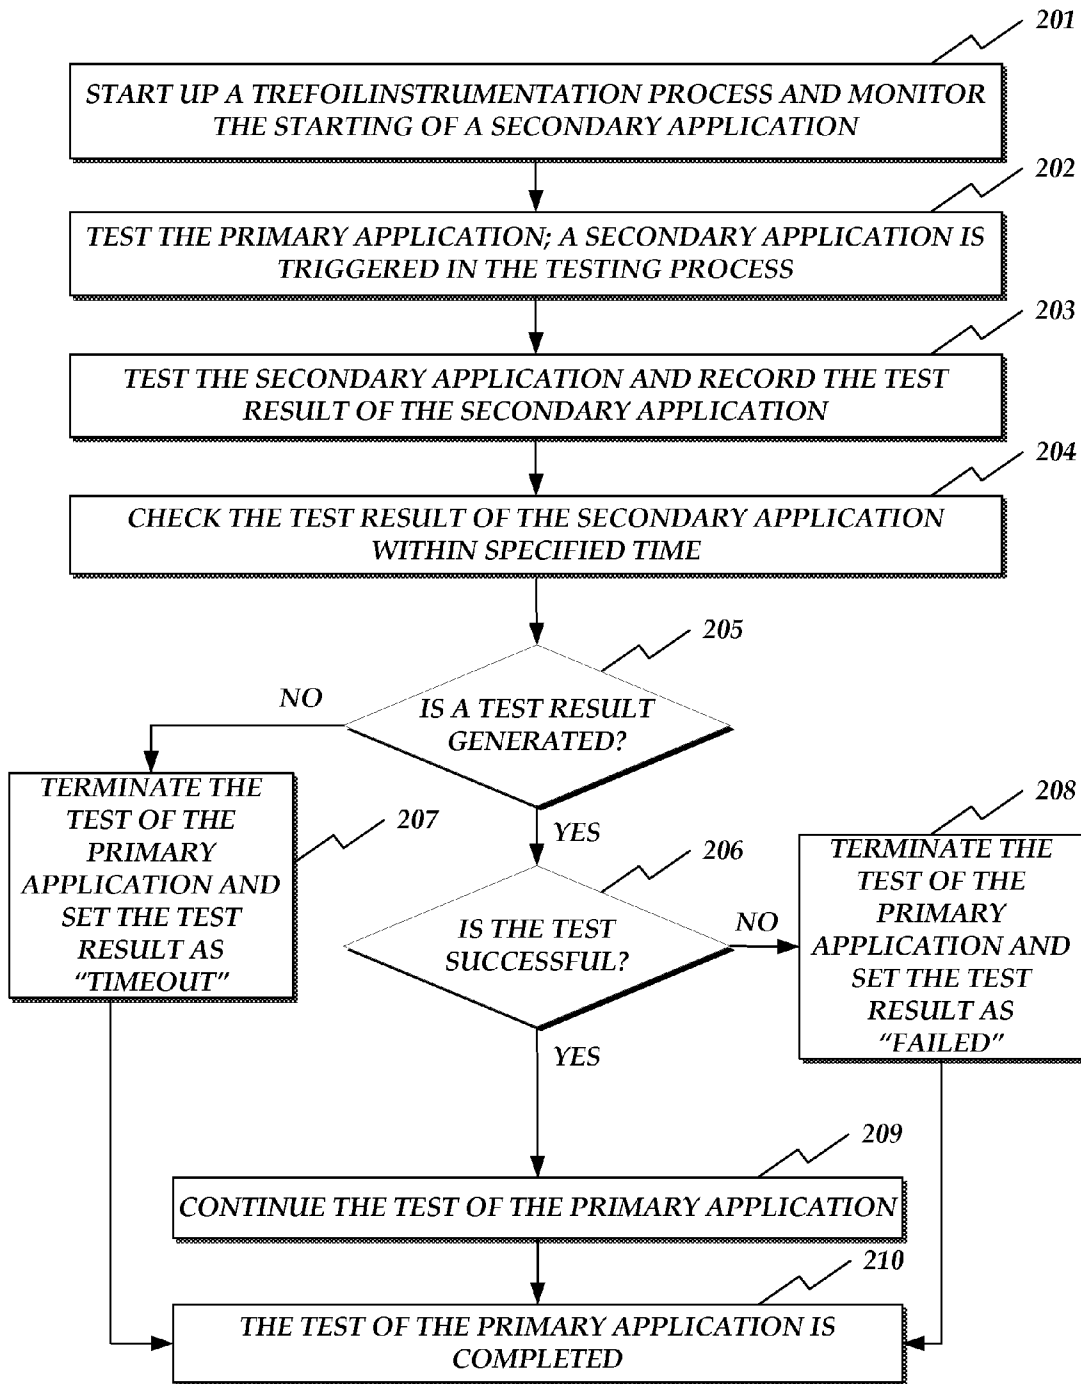 201
START UP A TREFOILINSTRUMENTATION PROCESS AND MONITOR
THE STARTING OF A SECONDARY APPLICATION
202
TEST THE PRIMARY APPLICATION; A SECONDARY APPLICATION IS
TRIGGERED IN THE TESTING PROCESS
203
TEST THE SECONDARY APPLICATION AND RECORD THE TEST
RESULT OF THE SECONDARY APPLICATION
204
CHECK THE TEST RESULT OF THE SECONDARY APPLICATION
WITHIN SPECIFIED TIME
205
NO
IS A TEST RESULT
GENERATED?
YES
207
TERMINATE THE
TEST OF THE
PRIMARY
APPLICATION AND
SET THE TEST
RESULT AS
“TIMEOUT”
206
IS THE TEST
SUCCESSFUL?
NO
YES
208
TERMINATE THE
TEST OF THE
PRIMARY
APPLICATION AND
SET THE TEST
RESULT AS
“FAILED”
209
CONTINUE THE TEST OF THE PRIMARY APPLICATION
210
THE TEST OF THE PRIMARY APPLICATION IS
COMPLETED